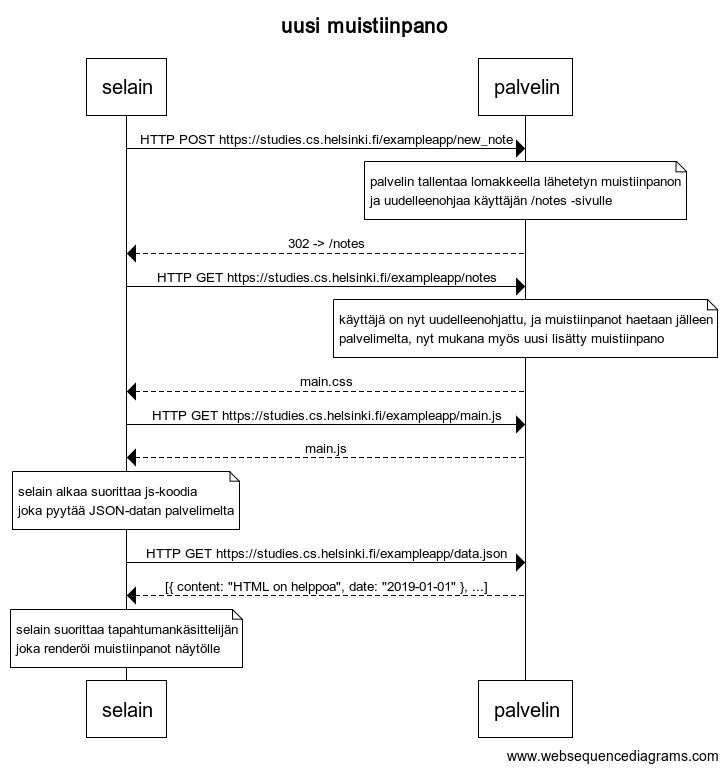 uusi muistiinpano
selain
palvelin
HTTP POST https://studies.cs.helsinki.fi/exampleapp/new_note
palvelin tallentaa lomakkeella lähetetyn muistiinpanon
ja uudelleenohjaa käyttäjän /notes -sivulle
302 -> /notes
HTTP GET https://studies.cs.helsinki.fi/exampleapp/notes
käyttäjä on nyt uudelleenohjattu, ja muistiinpanot haetaan jälleen
palvelimelta, nyt mukana myös uusi lisätty muistiinpano
main.css
HTTP GET https://studies.cs.helsinki.fi/exampleapp/main.js
main.js
selain alkaa suorittaa js-koodia
joka pyytää JSON-datan palvelimelta
HTTP GET https://studies.cs.helsinki.fi/exampleapp/data.json
[{ content: "HTML on helppoa", date: "2019-01-01" }, ...]
selain suorittaa tapahtumankäsittelijän
joka renderöi muistiinpanot näytölle
selain
palvelin
www.websequencediagrams.com